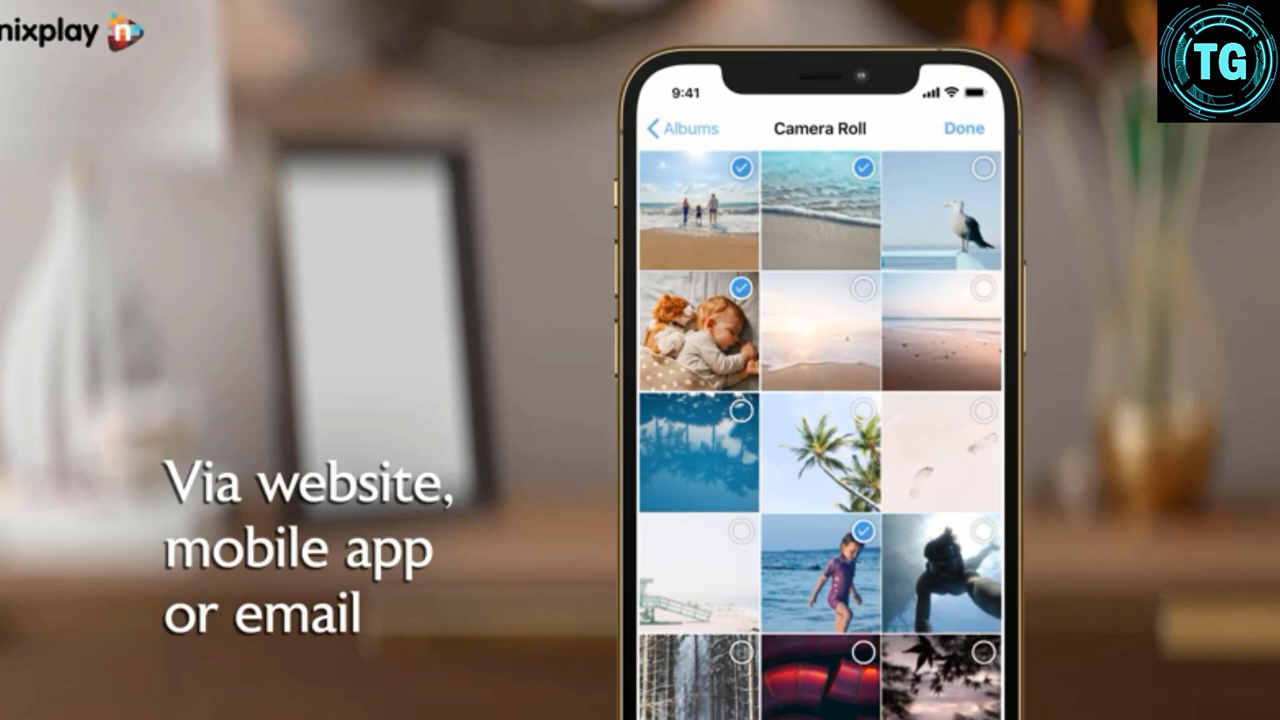 nixplay n
TG
9:41
Albums
Camera Roll
Done
Via website,
mobile app
or email